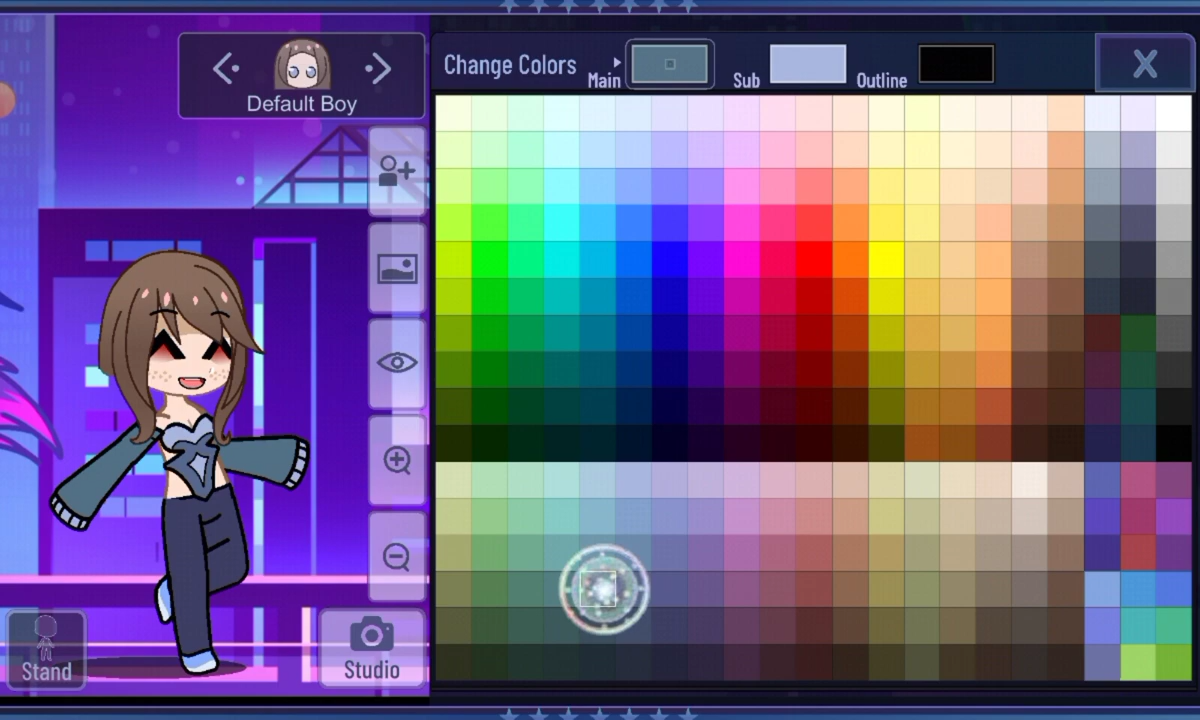 Default Boy
Change Colors
Main
Sub
Outline
X
Stand
Studio